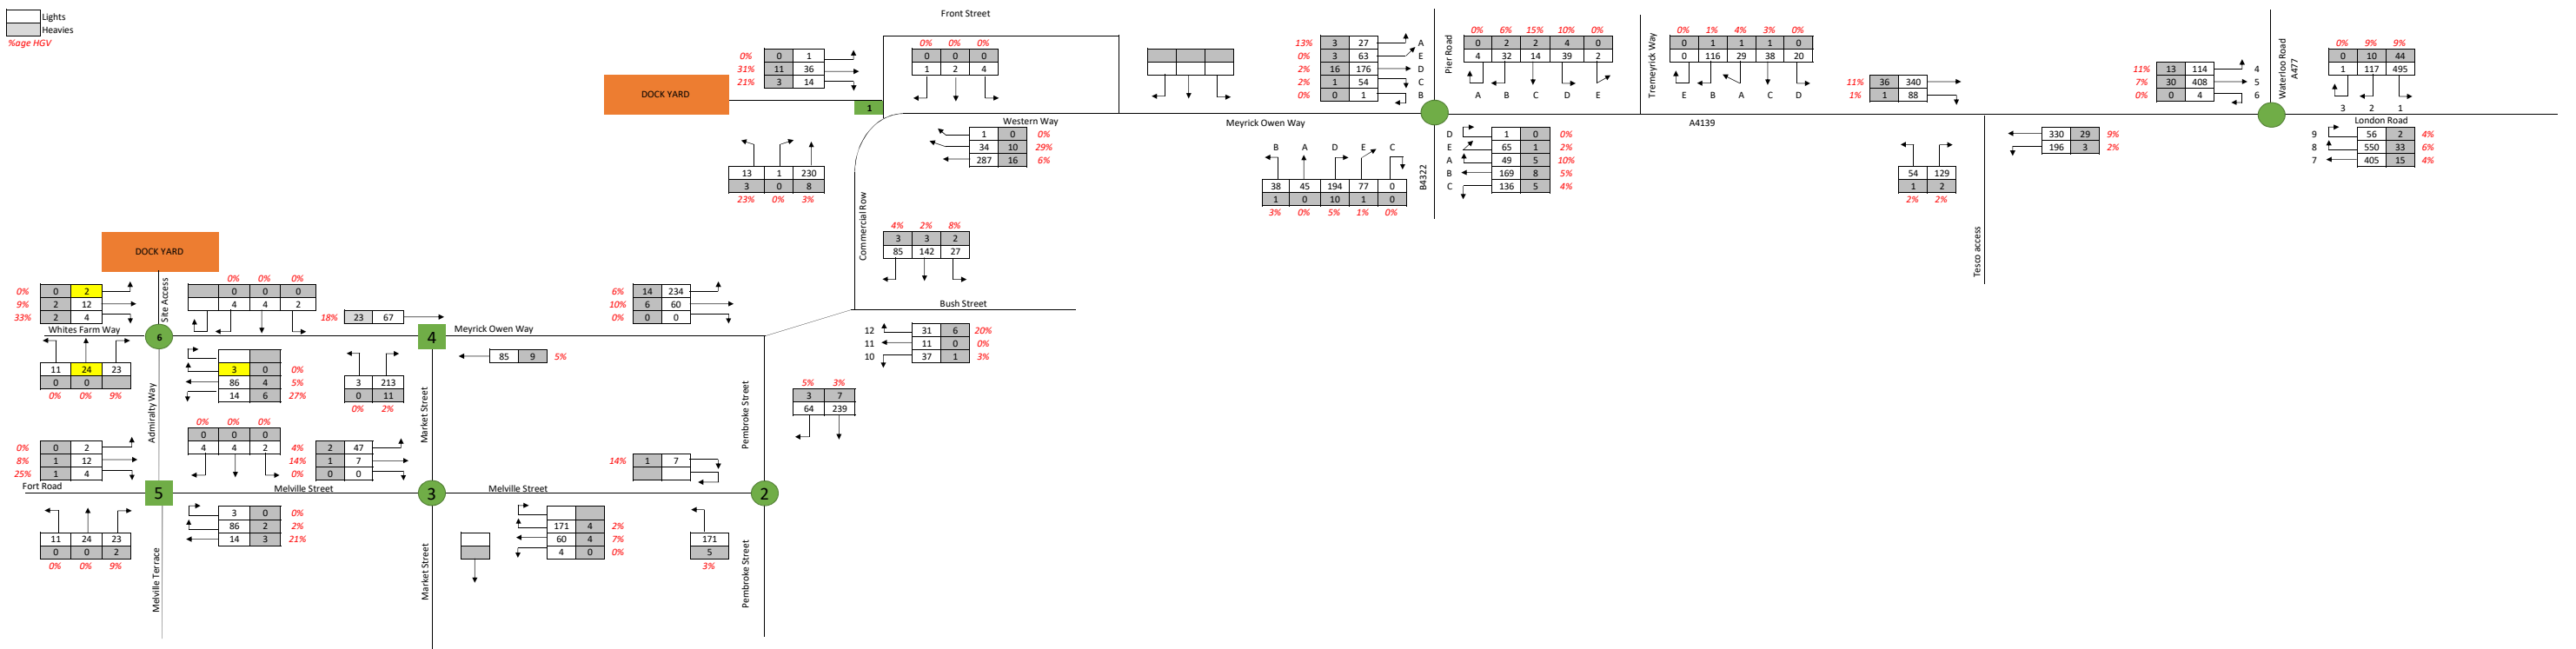 Lights
Heavies
%age HGV
Front Street
DOCK YARD
0% 0 1
31% 11 36
21% 3 14
1
0% 0% 0%
0 0 0
1 2 4
13% 3 27 A
0% 3 63 E
2% 16 176 D
2% 1 54 C
0% 0 1 B
Pier Road
0% 6% 15% 10% 0%
0 2 2 4 0
4 32 14 39 2
A B C D E
Tremeyrick Way
0% 1% 4% 3% 0%
0 1 1 1 0
0 116 29 38 20
E B A C D
11% 36 340
1% 1 88
11% 13 114 4
7% 30 408 5
0% 0 4 6
Waterloo Road
A477
0% 9% 9%
0 10 44
1 117 495
3 2 1
Western Way
1 0 0%
34 10 29%
287 16 6%
Meyrick Owen Way
A4139
London Road
13 1 230
3 0 8
23% 0% 3%
B A D E C
38 45 194 77 0
1 0 10 1 0
3% 0% 5% 1% 0%
B4322
D 1 0 0%
E 65 1 2%
A 49 5 10%
B 169 8 5%
C 136 5 4%
54 129
1 2
2% 2%
Tesco access
330 29 9%
196 3 2%
9 56 2 4%
8 550 33 6%
7 405 15 4%
Commercial Row
4% 2% 8%
3 3 2
85 142 27
DOCK YARD
Site Access
0% 0 2
9% 2 12
33% 2 4
0% 0% 0%
0 0 0
4 4 2
18% 23 67
6% 14 234
10% 6 60
0% 0 0
Bush Street
Whites Farm Way
6
4
Meyrick Owen Way
12 31 6 20%
11 11 0 0%
10 37 1 3%
11 24 23
0 0
0% 0% 9%
3 0 0%
86 4 5%
14 6 27%
3 213
0 11
0% 2%
85 9 5%
Admiralty Way
Market Street
Pembroke Street
5% 3%
3 7
64 239
0% 0 2
8% 1 12
25% 1 4
0% 0% 0%
0 0 0
4 4 2
4% 2 47
14% 1 7
0% 0 0
14% 1 7
Fort Road
5
Melville Street
3
Melville Street
2
11 24 23
0 0 2
0% 0% 9%
Melville Terrace
3 0 0%
86 2 2%
14 3 21%
Market Street
171 4 2%
60 4 7%
4 0 0%
171
5
3%
Pembroke Street